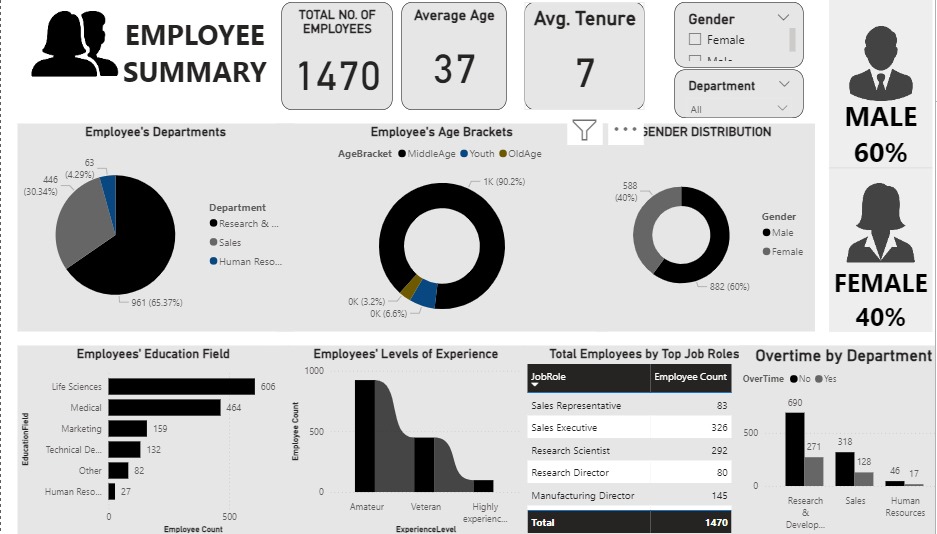 EMPLOYEE
SUMMARY
TOTAL NO. OF
EMPLOYEES
1470
Average Age
37
Avg. Tenure
7
Gender
Female
Male
Department
All
MALE
60%
FEMALE
40%
Employee's Departments
63
(4.29%)
446
(30.34%)
961 (65.37%)
Department
Research & ...
Sales
Human Reso...
Employee's Age Brackets
AgeBracket MiddleAge Youth OldAge
1K (90.2%)
0K (3.2%)
0K (6.6%)
GENDER DISTRIBUTION
588
(40%)
882 (60%)
Gender
Male
Female
Employees' Education Field
EducationField
Life Sciences 606
Medical 464
Marketing 159
Technical De... 132
Other 82
Human Reso... 27
0 500
Employee Count
Employees' Levels of Experience
Employee Count
1000
500
0
Amateur Veteran Highly
experienc...
ExperienceLevel
Total Employees by Top Job Roles
JobRole Employee Count
Sales Representative 83
Sales Executive 326
Research Scientist 292
Research Director 80
Manufacturing Director 145
Total 1470
Overtime by Department
OverTime No Yes
500
0
690
271
318
128
46 17
Research
&
Develop...
Sales
Human
Resources